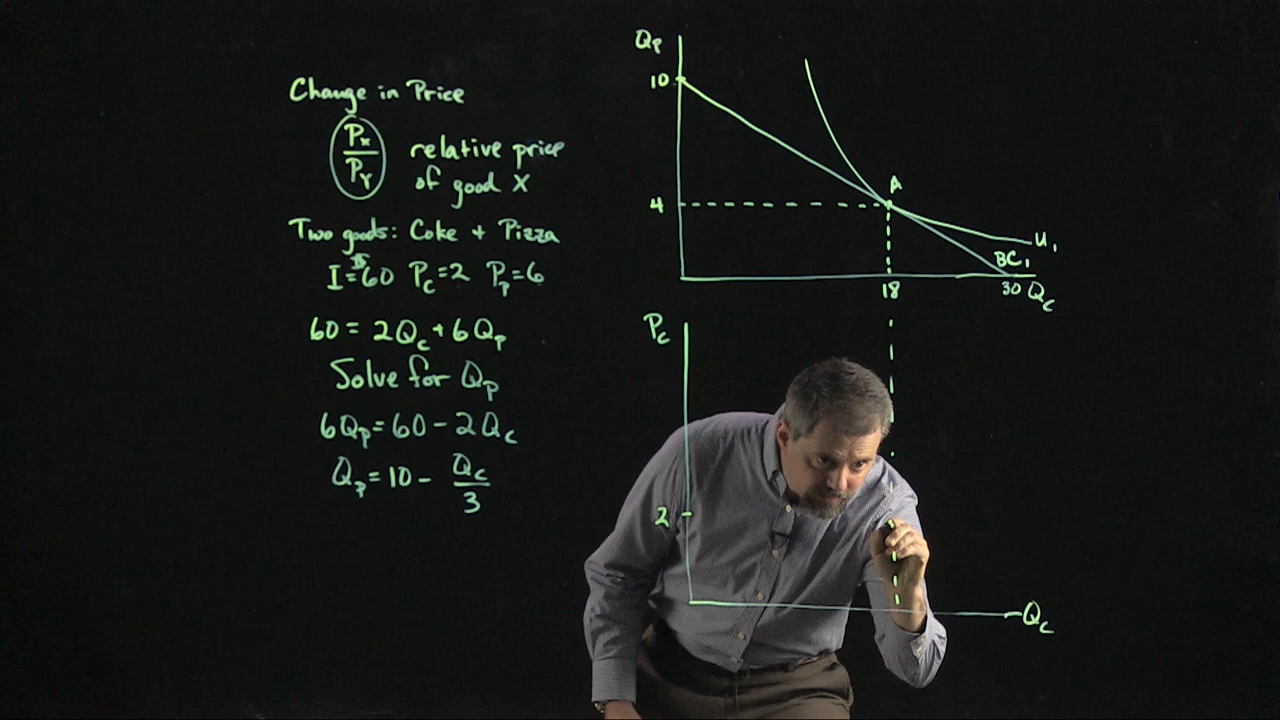 Change in Price
Px
Py
relative price
of good X
Two goods: Coke + Pizza
I=$60 Pc=2 Pp=6
60 = 2Qc + 6Qp
Solve for Qp
6Qp = 60 - 2Qc
Qp = 10 - Qc
3
Qp
10
4
A
U1
BC1
18
30 Qc
Pc
2
Qc